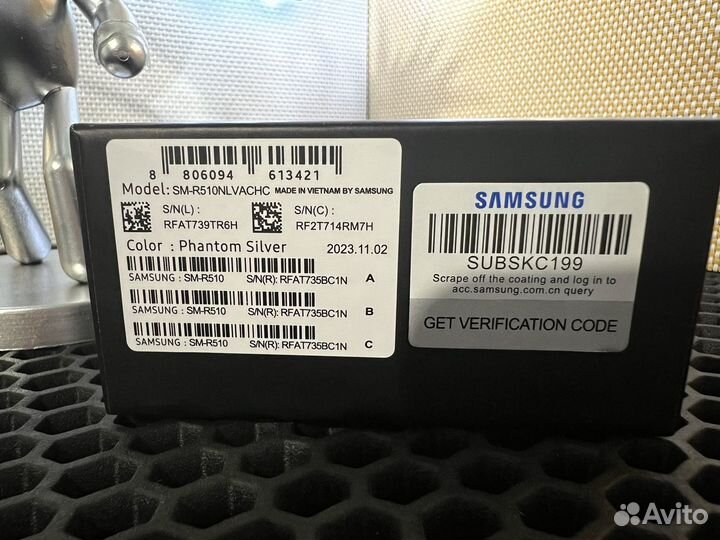 8 806094 613421
Model: SM-R510NLVACHC MADE IN VIETNAM BY SAMSUNG
S/N(L) :
RFAT739TR6H
S/N(C) :
RF2T714RM7H
Color : Phantom Silver 2023.11.02
SAMSUNG : SM-R510 S/N(R): RFAT735BC1N A
SAMSUNG : SM-R510 S/N(R): RFAT735BC1N B
SAMSUNG : SM-R510 S/N(R): RFAT735BC1N C
SAMSUNG
SUBSKC199
Scrape off the coating and log in to
acc.samsung.com.cn query
GET VERIFICATION CODE
Avito